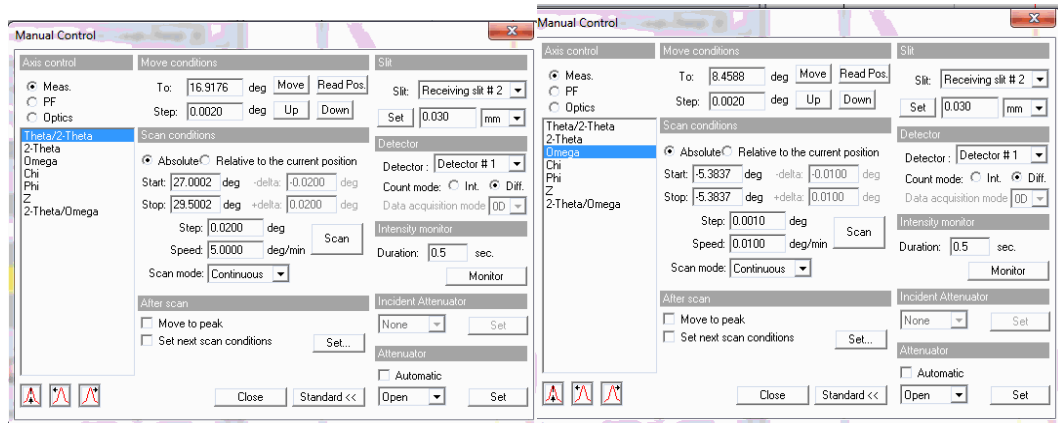 Manual Control
Axis control
Meas.
PF
Optics
Theta/2-Theta
2-Theta
Omega
Chi
Phi
Z
2-Theta/Omega
Move conditions
To: 16.9176 deg Move Read Pos.
Step: 0.0020 deg Up Down
Scan conditions
Absolute Relative to the current position
Start: 27.0002 deg -delta: -0.0200 deg
Stop: 29.5002 deg +delta: 0.0200 deg
Step: 0.0200 deg
Speed: 5.0000 deg/min Scan
Scan mode: Continuous
After scan
Move to peak
Set next scan conditions Set...
Close Standard <<
Slit
Slit: Receiving slit # 2
Set 0.030 mm
Detector
Detector : Detector # 1
Count mode: Int. Diff.
Data acquisition mode 0D
Intensity monitor
Duration: 0.5 sec.
Monitor
Incident Attenuator
None Set
Attenuator
Automatic
Open Set
Manual Control
Axis control
Meas.
PF
Optics
Theta/2-Theta
2-Theta
Omega
Chi
Phi
Z
2-Theta/Omega
Move conditions
To: 8.4588 deg Move Read Pos.
Step: 0.0020 deg Up Down
Scan conditions
Absolute Relative to the current position
Start: -5.3837 deg -delta: -0.0100 deg
Stop: -5.3837 deg +delta: 0.0100 deg
Step: 0.0010 deg
Speed: 0.0100 deg/min Scan
Scan mode: Continuous
After scan
Move to peak
Set next scan conditions Set...
Close Standard <<
Slit
Slit: Receiving slit # 2
Set 0.030 mm
Detector
Detector : Detector # 1
Count mode: Int. Diff.
Data acquisition mode 0D
Intensity monitor
Duration: 0.5 sec.
Monitor
Incident Attenuator
None Set
Attenuator
Automatic
Open Set